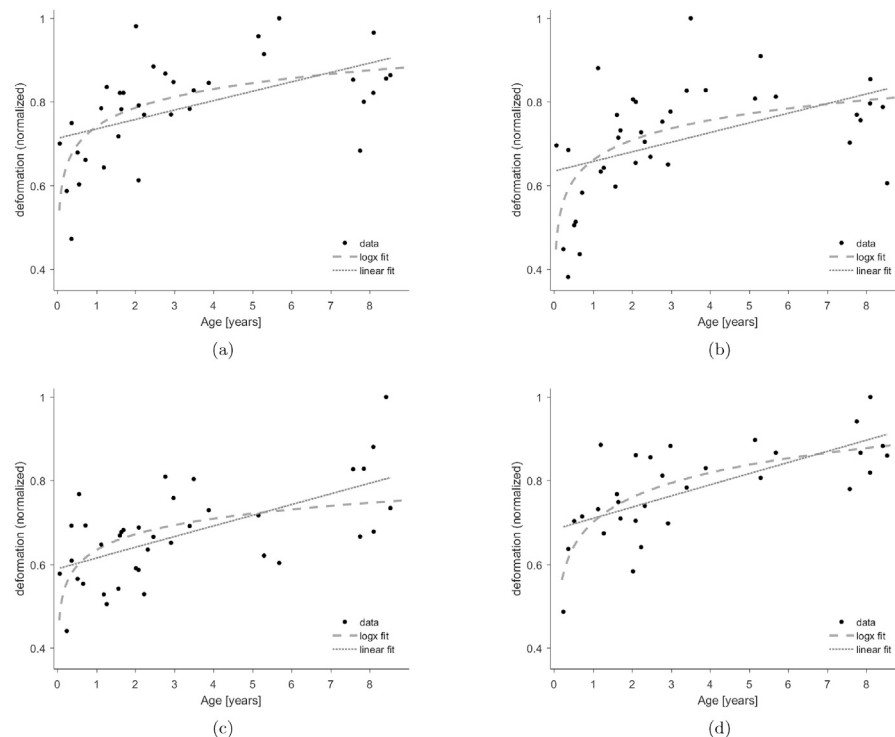 1
0.8
0.6
0.4
deformation (normalized)
data
logx fit
linear fit
0 1 2 3 4 5 6 7 8
Age [years]
(a)
1
0.8
0.6
0.4
deformation (normalized)
data
logx fit
linear fit
0 1 2 3 4 5 6 7 8
Age [years]
(b)
1
0.8
0.6
0.4
deformation (normalized)
data
logx fit
linear fit
0 1 2 3 4 5 6 7 8
Age [years]
(c)
1
0.8
0.6
0.4
deformation (normalized)
data
logx fit
linear fit
0 1 2 3 4 5 6 7 8
Age [years]
(d)